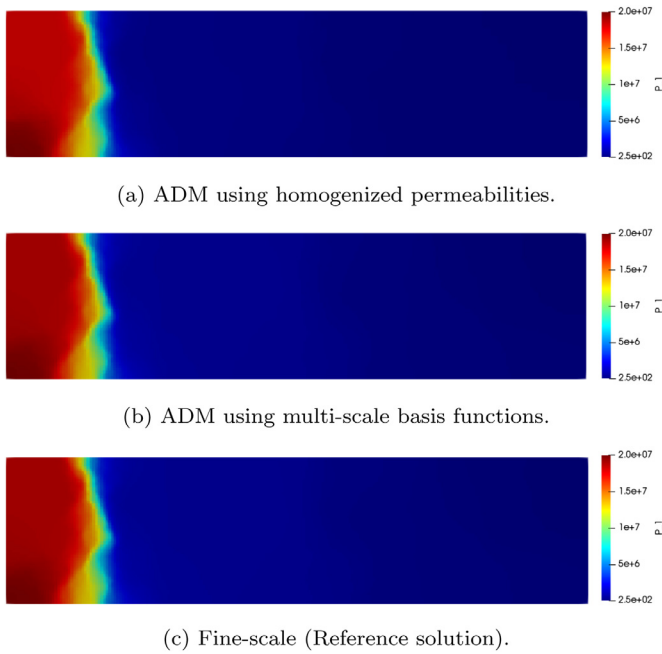 2.0e+07
1.5e+7
1e+7
5e+6
2.5e+02
P 1
(a) ADM using homogenized permeabilities.
2.0e+07
1.5e+7
1e+7
5e+6
2.5e+02
P 1
(b) ADM using multi-scale basis functions.
2.0e+07
1.5e+7
1e+7
5e+6
2.5e+02
P 1
(c) Fine-scale (Reference solution).